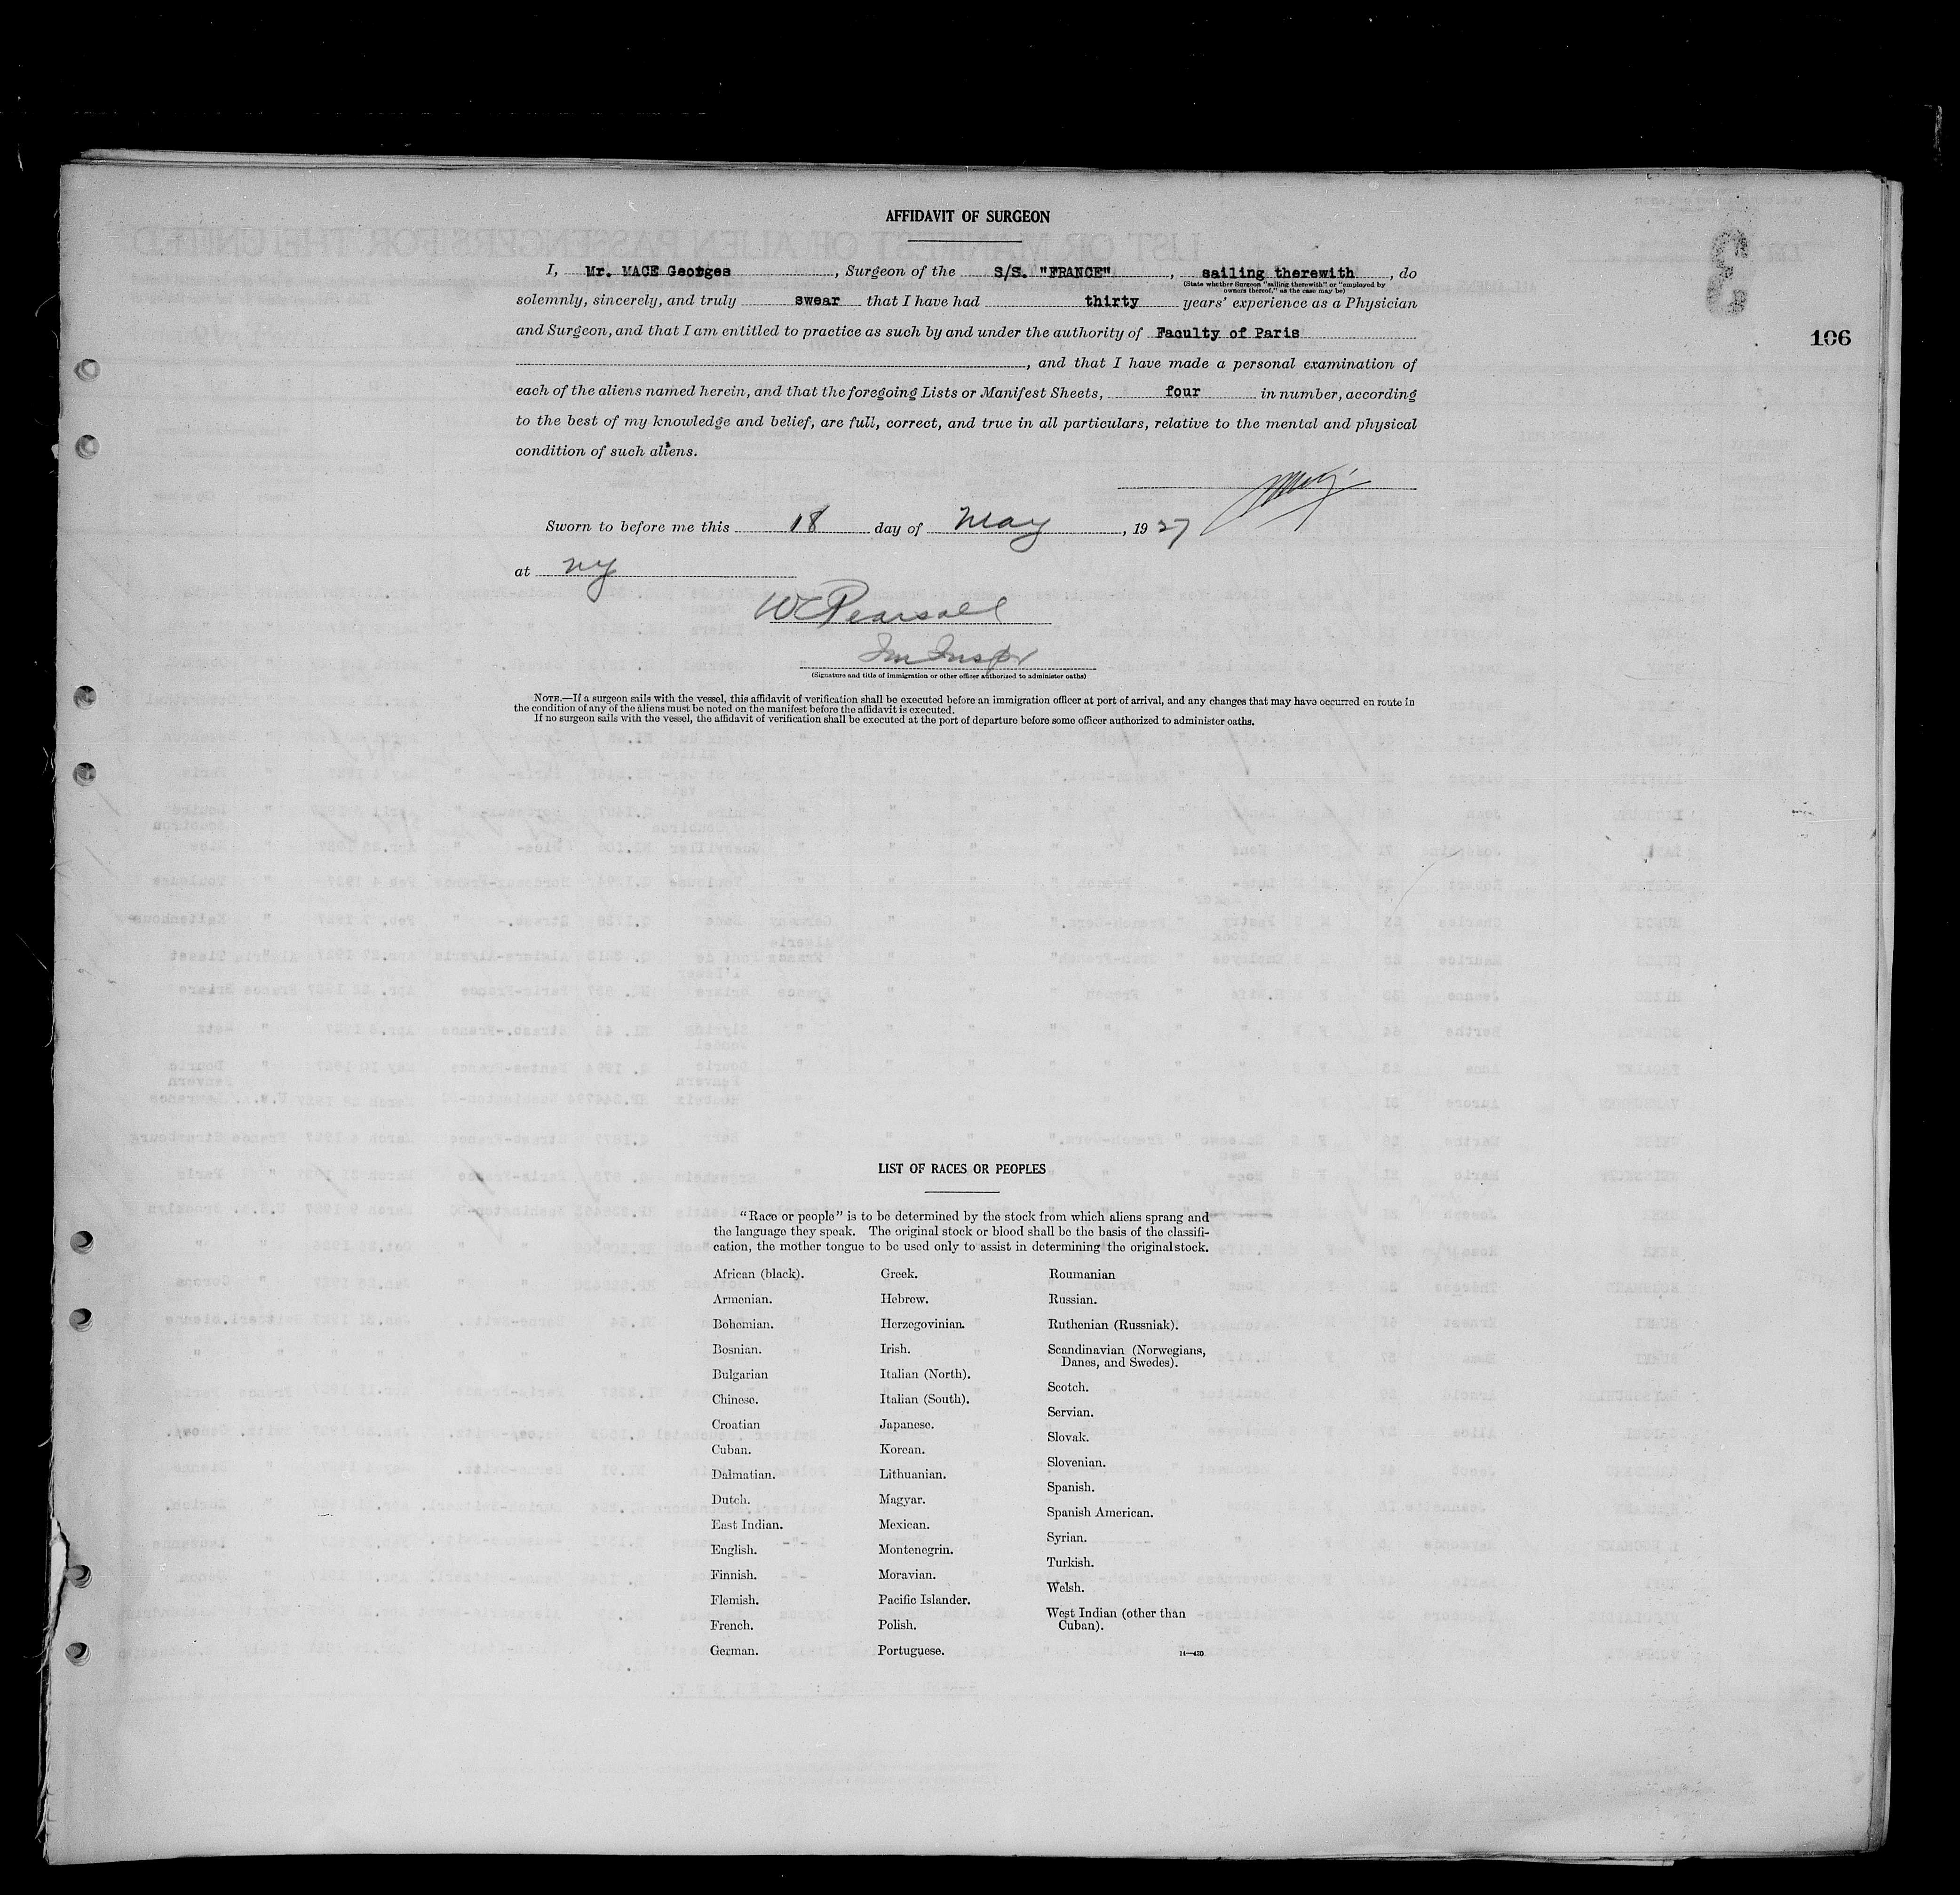 AFFIDAVIT OF SURGEON
I, Mr. MACE Georges, Surgeon of the S/S. "FRANCE", sailing therewith, do
(State whether Surgeon "sailing therewith" or "employed by
owners thereof," as the case may be)
solemnly, sincerely, and truly swear that I have had thirty years' experience as a Physician
and Surgeon, and that I am entitled to practice as such by and under the authority of Faculty of Paris
106
, and that I have made a personal examination of
each of the aliens named herein, and that the foregoing Lists or Manifest Sheets, four in number, according
to the best of my knowledge and belief, are full, correct, and true in all particulars, relative to the mental and physical
condition of such aliens.
Sworn to before me this 18 day of May, 1927
at NY
W C Pearsall
Im Inspr
(Signature and title of immigration or other officer authorized to administer oaths)
NOTE.—If a surgeon sails with the vessel, this affidavit of verification shall be executed before an immigration officer at port of arrival, and any changes that may have occurred en route in
the condition of any of the aliens must be noted on the manifest before the affidavit is executed.
If no surgeon sails with the vessel, the affidavit of verification shall be executed at the port of departure before some officer authorized to administer oaths.
LIST OF RACES OR PEOPLES
"Race or people" is to be determined by the stock from which aliens sprang and
the language they speak. The original stock or blood shall be the basis of the classifi-
cation, the mother tongue to be used only to assist in determining the original stock.
African (black).
Armenian.
Bohemian.
Bosnian.
Bulgarian
Chinese.
Croatian
Cuban.
Dalmatian.
Dutch.
East Indian.
English.
Finnish.
Flemish.
French.
German.
Greek.
Hebrew.
Herzegovinian.
Irish.
Italian (North).
Italian (South).
Japanese.
Korean.
Lithuanian.
Magyar.
Mexican.
Montenegrin.
Moravian.
Pacific Islander.
Polish.
Portuguese.
Roumanian
Russian.
Ruthenian (Russniak).
Scandinavian (Norwegians,
Danes, and Swedes).
Scotch.
Servian.
Slovak.
Slovenian.
Spanish.
Spanish American.
Syrian.
Turkish.
Welsh.
West Indian (other than
Cuban).
14—430